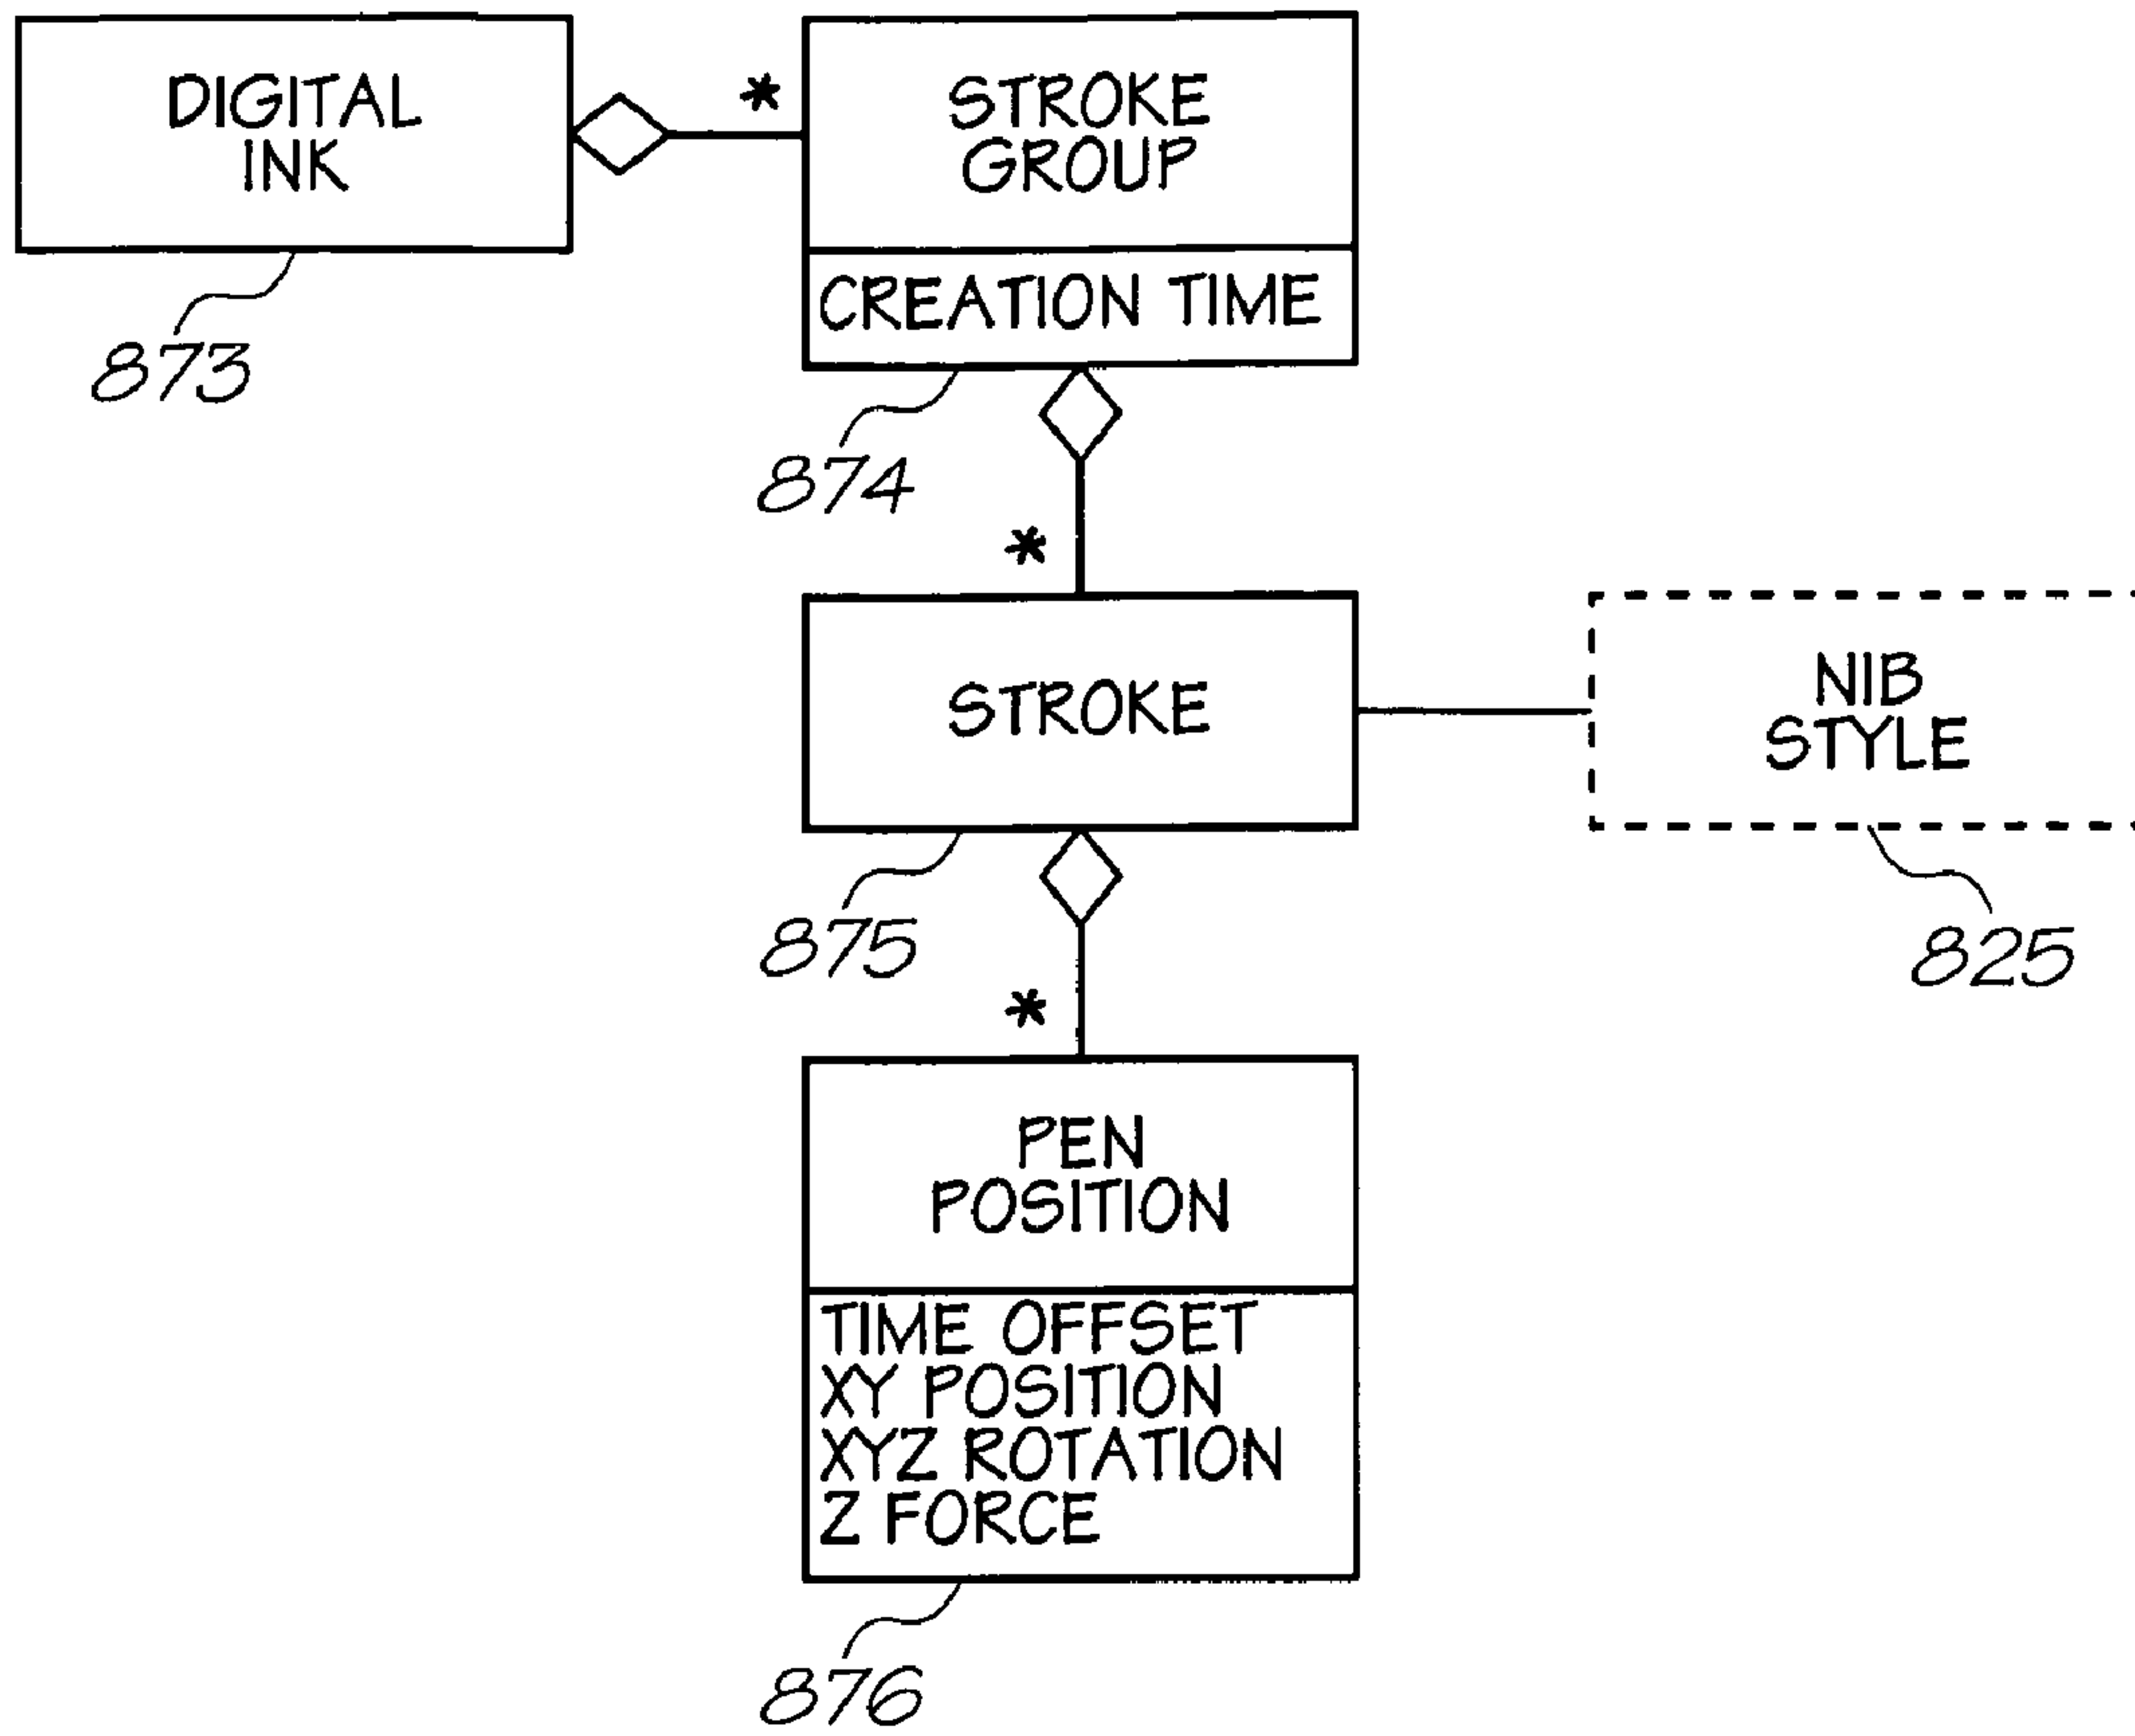 DIGITAL
INK
*
STROKE
GROUP
CREATION TIME
873
874
*
STROKE
NIB
STYLE
875
825
*
PEN
POSITION
TIME OFFSET
XY POSITION
XYZ ROTATION
Z FORCE
876